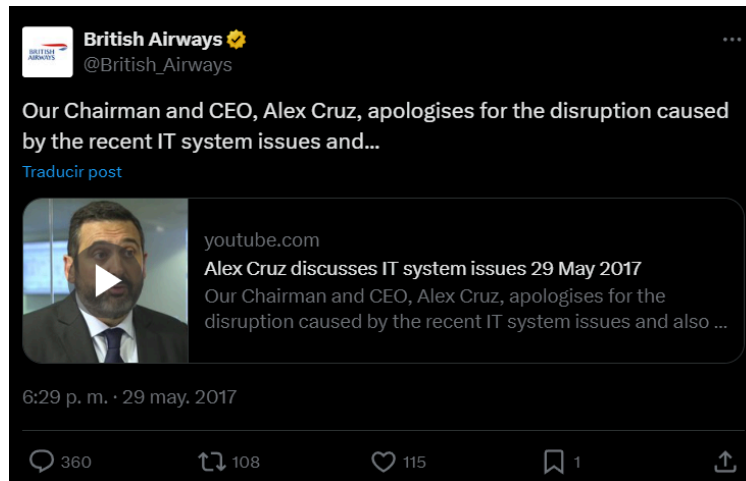 British Airways
@British_Airways
Our Chairman and CEO, Alex Cruz, apologises for the disruption caused
by the recent IT system issues and...
Traducir post
youtube.com
Alex Cruz discusses IT system issues 29 May 2017
Our Chairman and CEO, Alex Cruz, apologises for the
disruption caused by the recent IT system issues and also ...
6:29 p. m. · 29 may. 2017
360 108 115 1